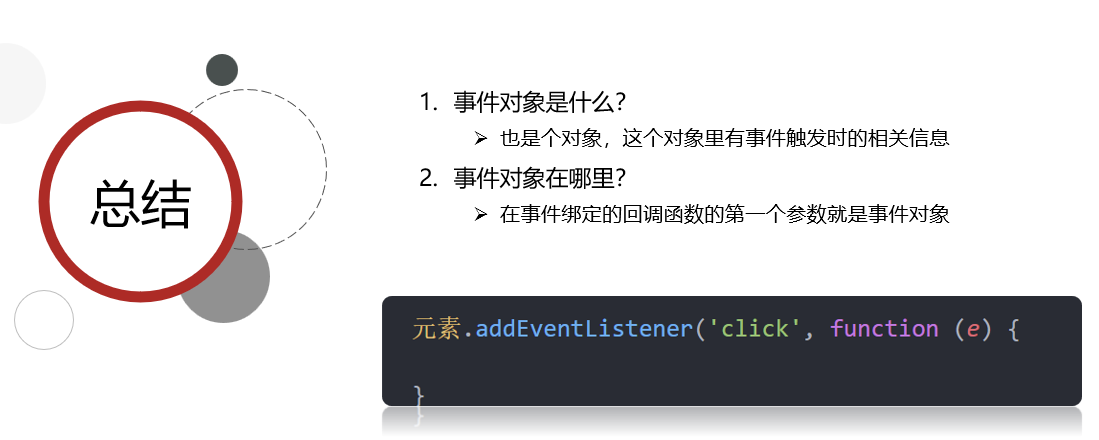 总结
1. 事件对象是什么？
➢ 也是个对象，这个对象里有事件触发时的相关信息
2. 事件对象在哪里？
➢ 在事件绑定的回调函数的第一个参数就是事件对象
元素.addEventListener('click', function (e) {
}